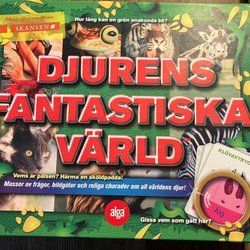 Hur lång kan en grön anakonda bli?
SKANSEN
DJURENS
FANTASTISKA
VÄRLD
KLÖVAVTRYCK
Vems är pälsen? Härma en sköldpadda!
Massor av frågor, bildgåtor och roliga charader om all världens djur!
alga
Gissa vem som gått här?